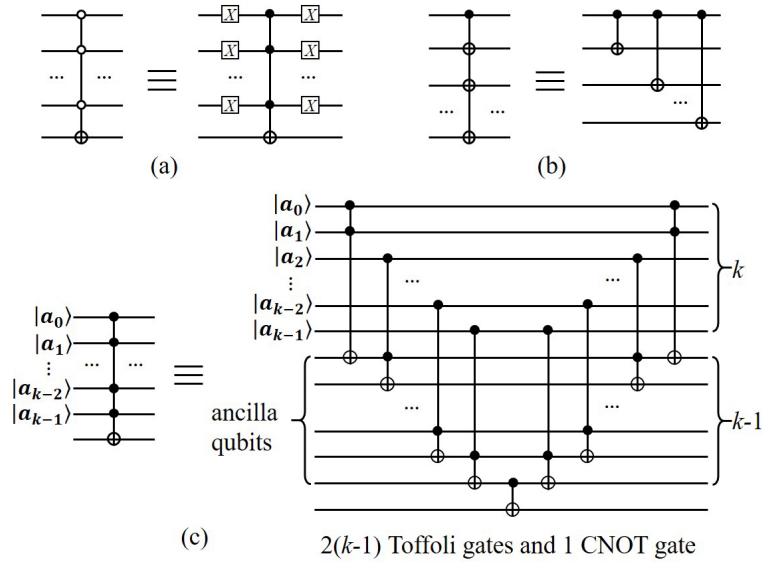 X X
X X
... ... ... ...
X X
... ...
...
(a)
(b)
|a₀⟩
|a₁⟩
|a₂⟩
⋮
... ...
|aₖ₋₂⟩
|aₖ₋₁⟩
k
|a₀⟩
|a₁⟩
⋮
... ...
|aₖ₋₂⟩
|aₖ₋₁⟩
ancilla
qubits
... ...
k-1
(c)
2(k-1) Toffoli gates and 1 CNOT gate